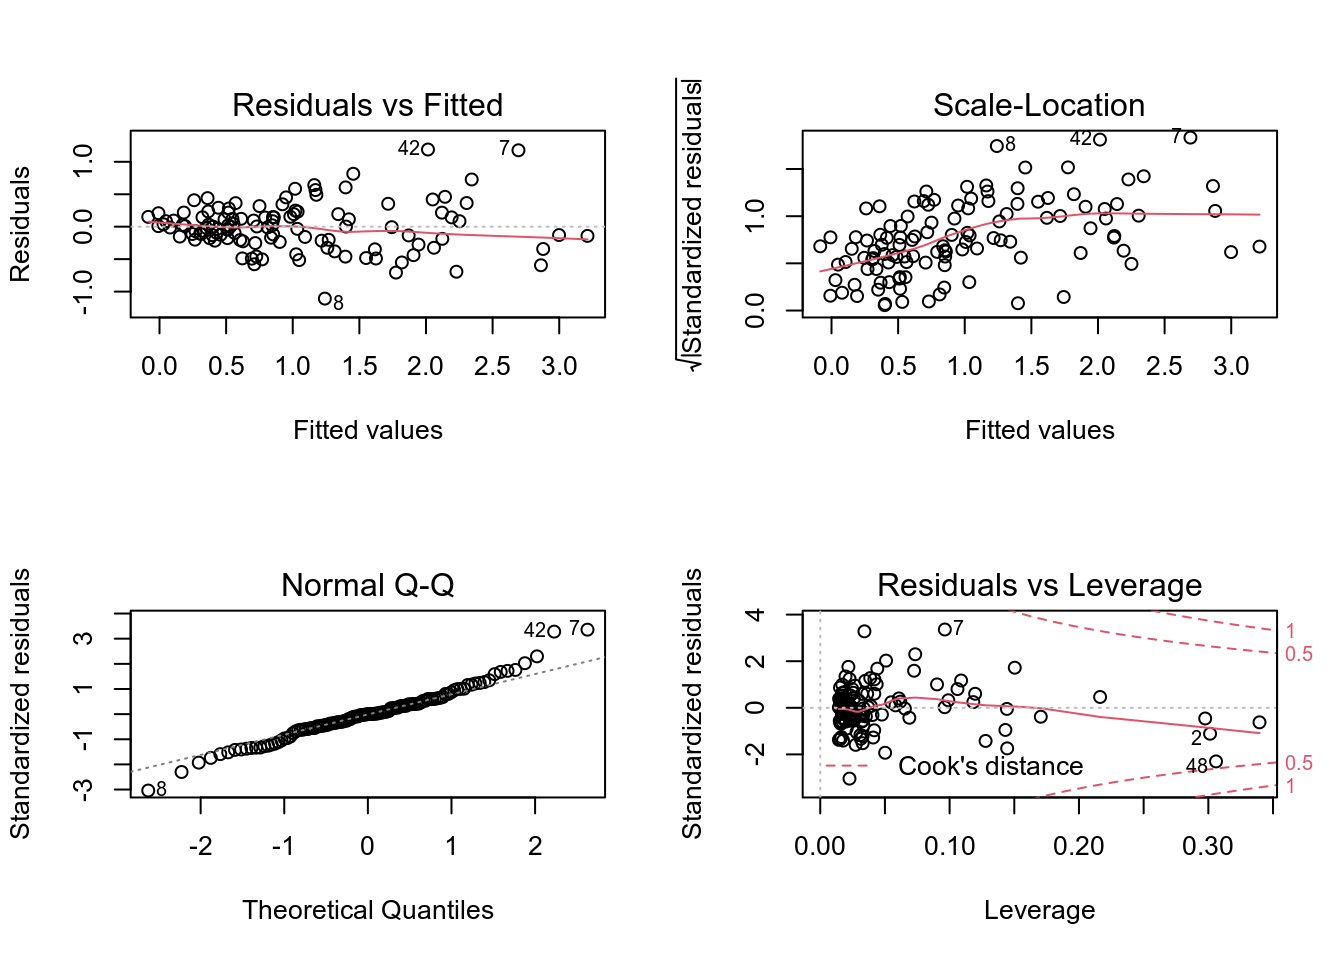 Residuals vs Fitted
Residuals
1.0
0.0
-1.0
42
7
8
0.0 0.5 1.0 1.5 2.0 2.5 3.0
Fitted values
Scale-Location
√|Standardized residuals|
1.0
0.0
8
42
7
0.0 0.5 1.0 1.5 2.0 2.5 3.0
Fitted values
Normal Q-Q
Standardized residuals
3
1
-1
-3
42
7
8
-2 -1 0 1 2
Theoretical Quantiles
Residuals vs Leverage
Standardized residuals
4
2
0
-2
7
2
48
Cook's distance
1
0.5
0.5
1
0.00 0.10 0.20 0.30
Leverage